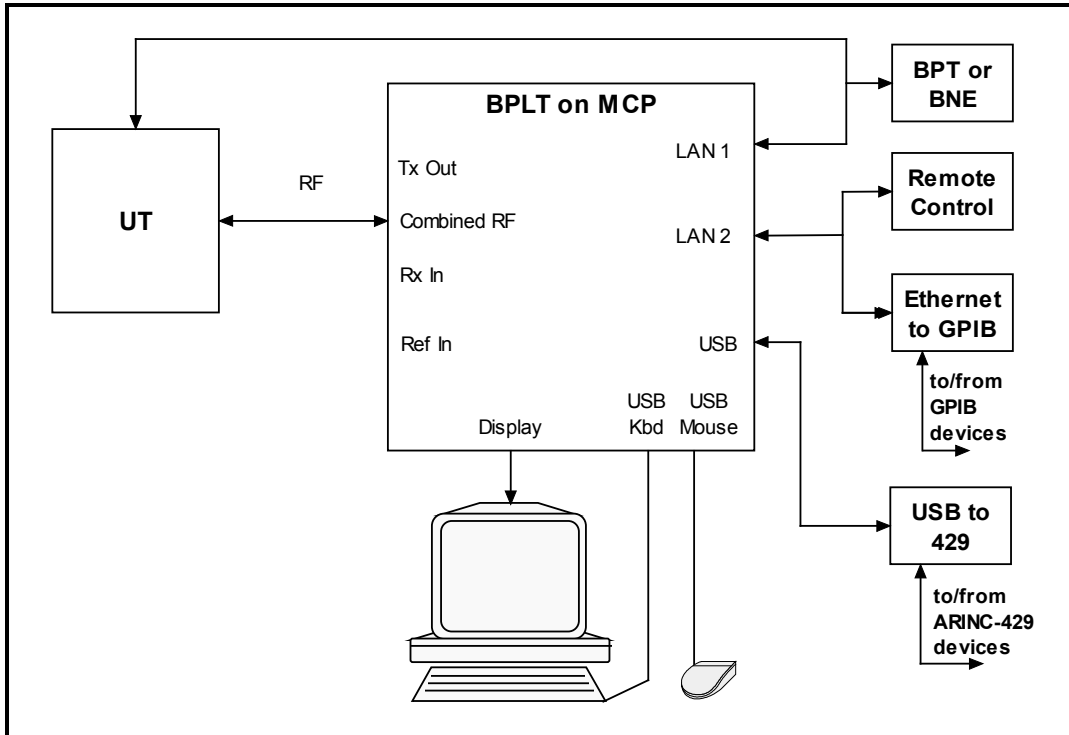 BPT or
BNE
BPLT on MCP
LAN 1
Tx Out
Remote
Control
RF
UT
Combined RF
LAN 2
Rx In
Ethernet
to GPIB
Ref In
USB
to/from
GPIB
devices
USB
Kbd
USB
Mouse
Display
USB to
429
to/from
ARINC-429
devices